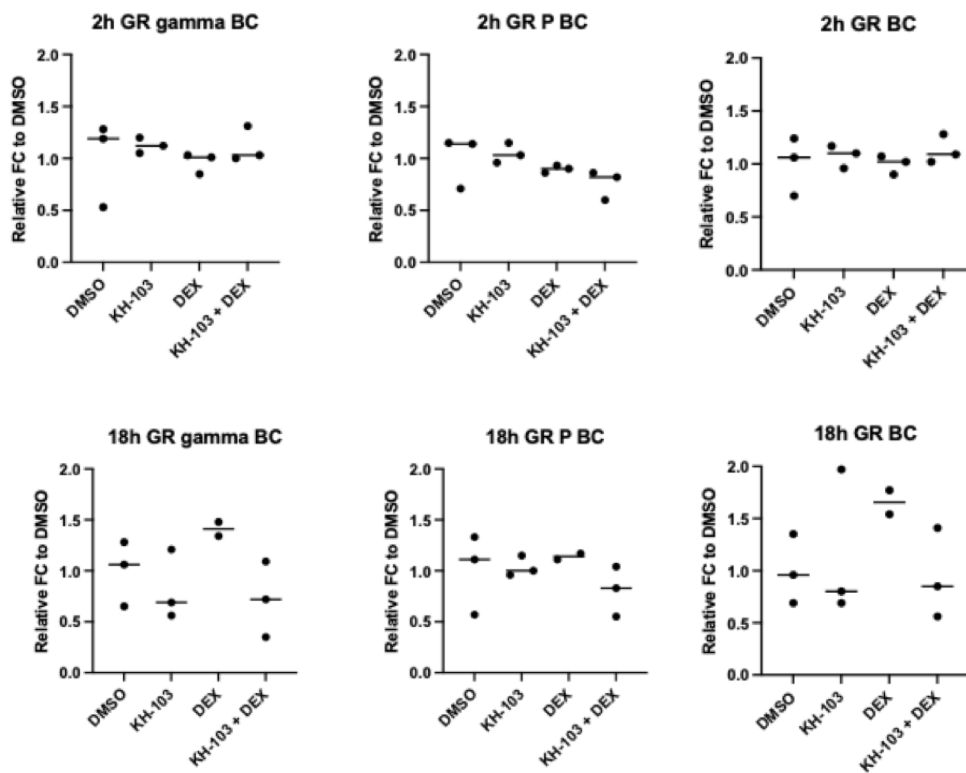 2h GR gamma BC
Relative FC to DMSO
2.0
1.5
1.0
0.5
0.0
DMSO
KH-103
DEX
KH-103 + DEX
2h GR P BC
Relative FC to DMSO
2.0
1.5
1.0
0.5
0.0
DMSO
KH-103
DEX
KH-103 + DEX
2h GR BC
Relative FC to DMSO
2.0
1.5
1.0
0.5
0.0
DMSO
KH-103
DEX
KH-103 + DEX
18h GR gamma BC
Relative FC to DMSO
2.0
1.5
1.0
0.5
0.0
DMSO
KH-103
DEX
KH-103 + DEX
18h GR P BC
Relative FC to DMSO
2.0
1.5
1.0
0.5
0.0
DMSO
KH-103
DEX
KH-103 + DEX
18h GR BC
Relative FC to DMSO
2.0
1.5
1.0
0.5
0.0
DMSO
KH-103
DEX
KH-103 + DEX